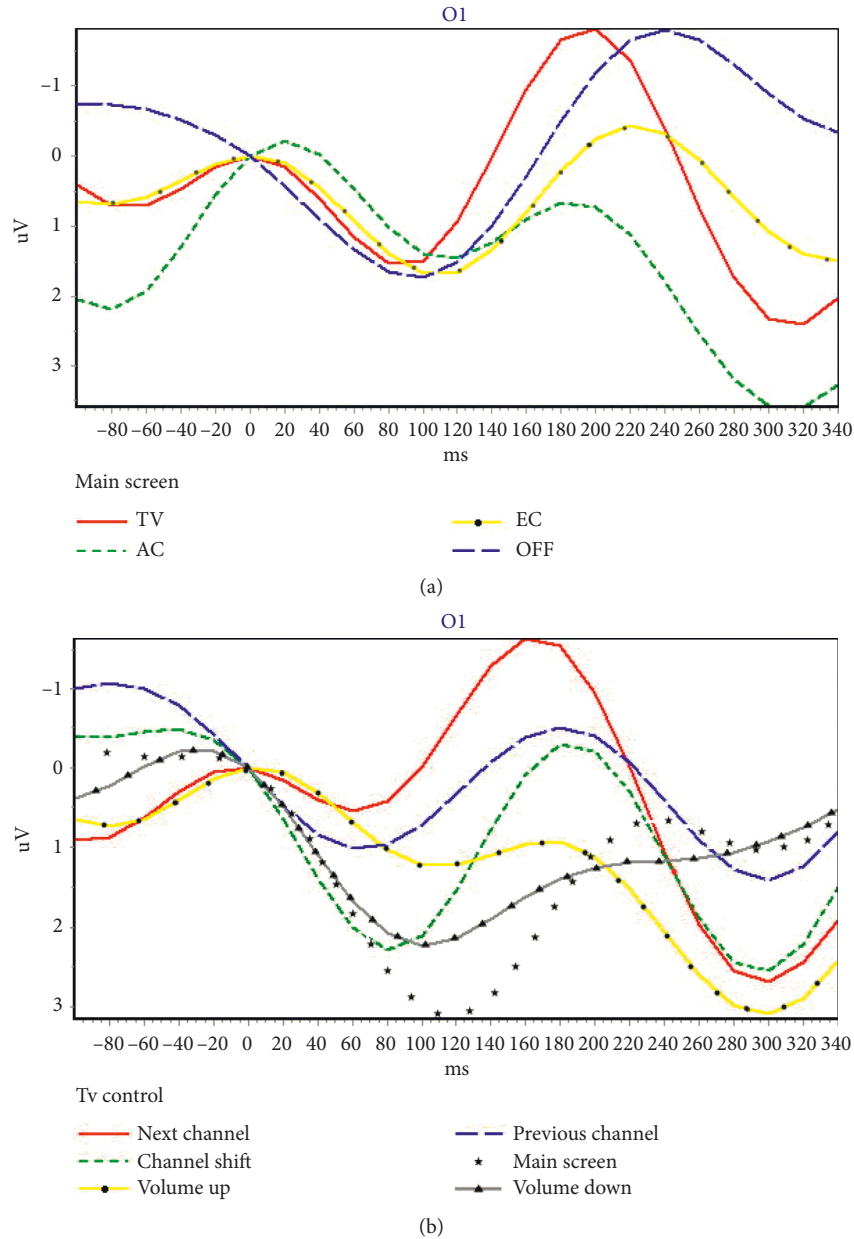 O1
−1
0
1
2
3
uV
−80 −60 −40 −20 0 20 40 60 80 100 120 140 160 180 200 220 240 260 280 300 320 340
ms
Main screen
TV EC
AC OFF
(a)
O1
−1
0
1
2
3
uV
−80 −60 −40 −20 0 20 40 60 80 100 120 140 160 180 200 220 240 260 280 300 320 340
ms
Tv control
Next channel Previous channel
Channel shift Main screen
Volume up Volume down
(b)